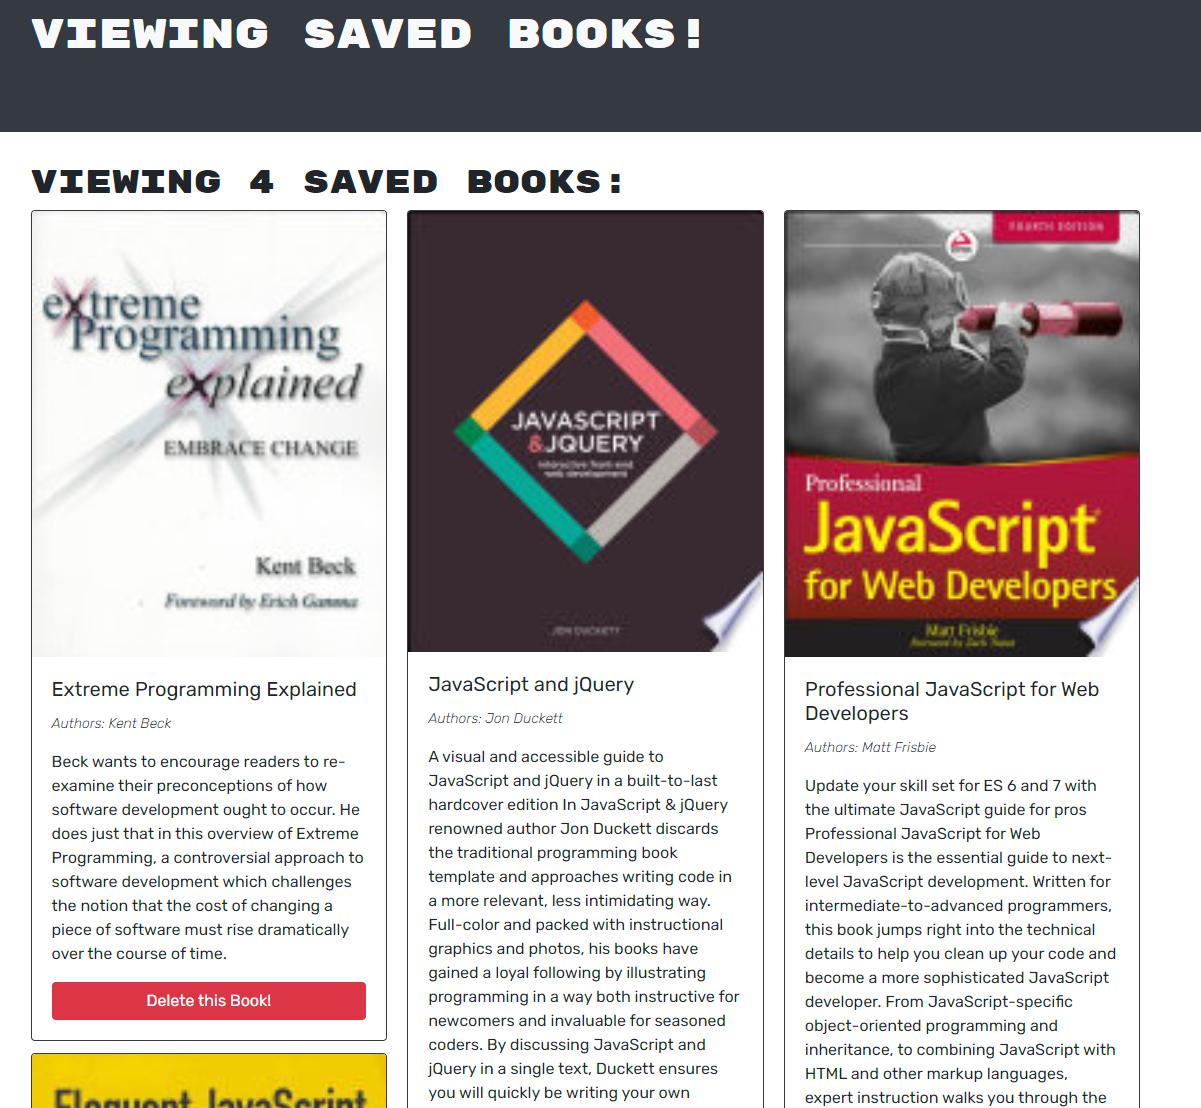 VIEWING SAVED BOOKS!
VIEWING 4 SAVED BOOKS:
eXtreme
Programming
eXplained
EMBRACE CHANGE
Kent Beck
Foreword by Erich Gamma
Extreme Programming Explained
Authors: Kent Beck
Beck wants to encourage readers to re-
examine their preconceptions of how
software development ought to occur. He
does just that in this overview of Extreme
Programming, a controversial approach to
software development which challenges
the notion that the cost of changing a
piece of software must rise dramatically
over the course of time.
Delete this Book!
Eloquent JavaScript
JAVASCRIPT
&JQUERY
interactive front-end
web development
JON DUCKETT
JavaScript and jQuery
Authors: Jon Duckett
A visual and accessible guide to
JavaScript and jQuery in a built-to-last
hardcover edition In JavaScript & jQuery
renowned author Jon Duckett discards
the traditional programming book
template and approaches writing code in
a more relevant, less intimidating way.
Full-color and packed with instructional
graphics and photos, his books have
gained a loyal following by illustrating
programming in a way both instructive for
newcomers and invaluable for seasoned
coders. By discussing JavaScript and
jQuery in a single text, Duckett ensures
you will quickly be writing your own
FOURTH EDITION
Professional
JavaScript
for Web Developers
Matt Frisbie
Foreword by
Professional JavaScript for Web
Developers
Authors: Matt Frisbie
Update your skill set for ES 6 and 7 with
the ultimate JavaScript guide for pros
Professional JavaScript for Web
Developers is the essential guide to next-
level JavaScript development. Written for
intermediate-to-advanced programmers,
this book jumps right into the technical
details to help you clean up your code and
become a more sophisticated JavaScript
developer. From JavaScript-specific
object-oriented programming and
inheritance, to combining JavaScript with
HTML and other markup languages,
expert instruction walks you through the